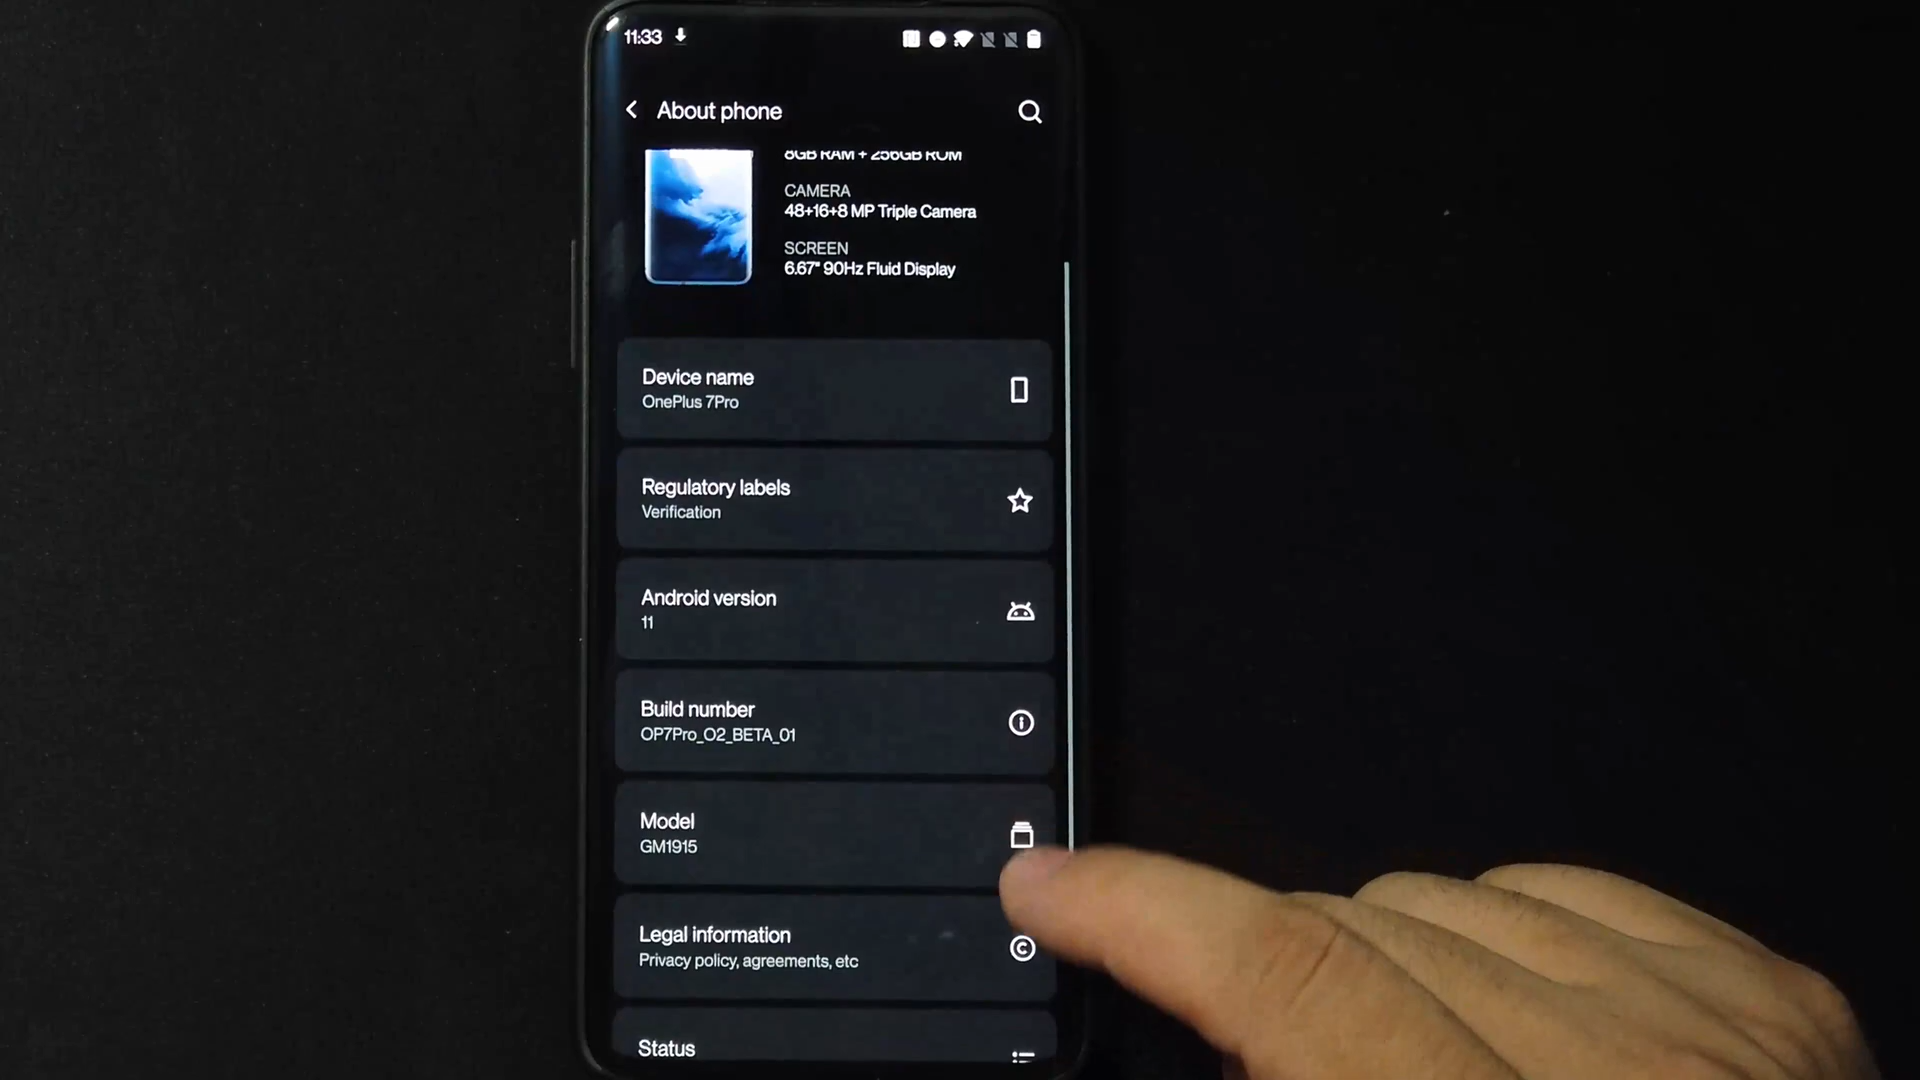 11:33
About phone
8GB RAM + 256GB ROM
CAMERA
48+16+8 MP Triple Camera
SCREEN
6.67" 90Hz Fluid Display
Device name
OnePlus 7Pro
Regulatory labels
Verification
Android version
11
Build number
OP7Pro_O2_BETA_01
Model
GM1915
Legal information
Privacy policy, agreements, etc
Status